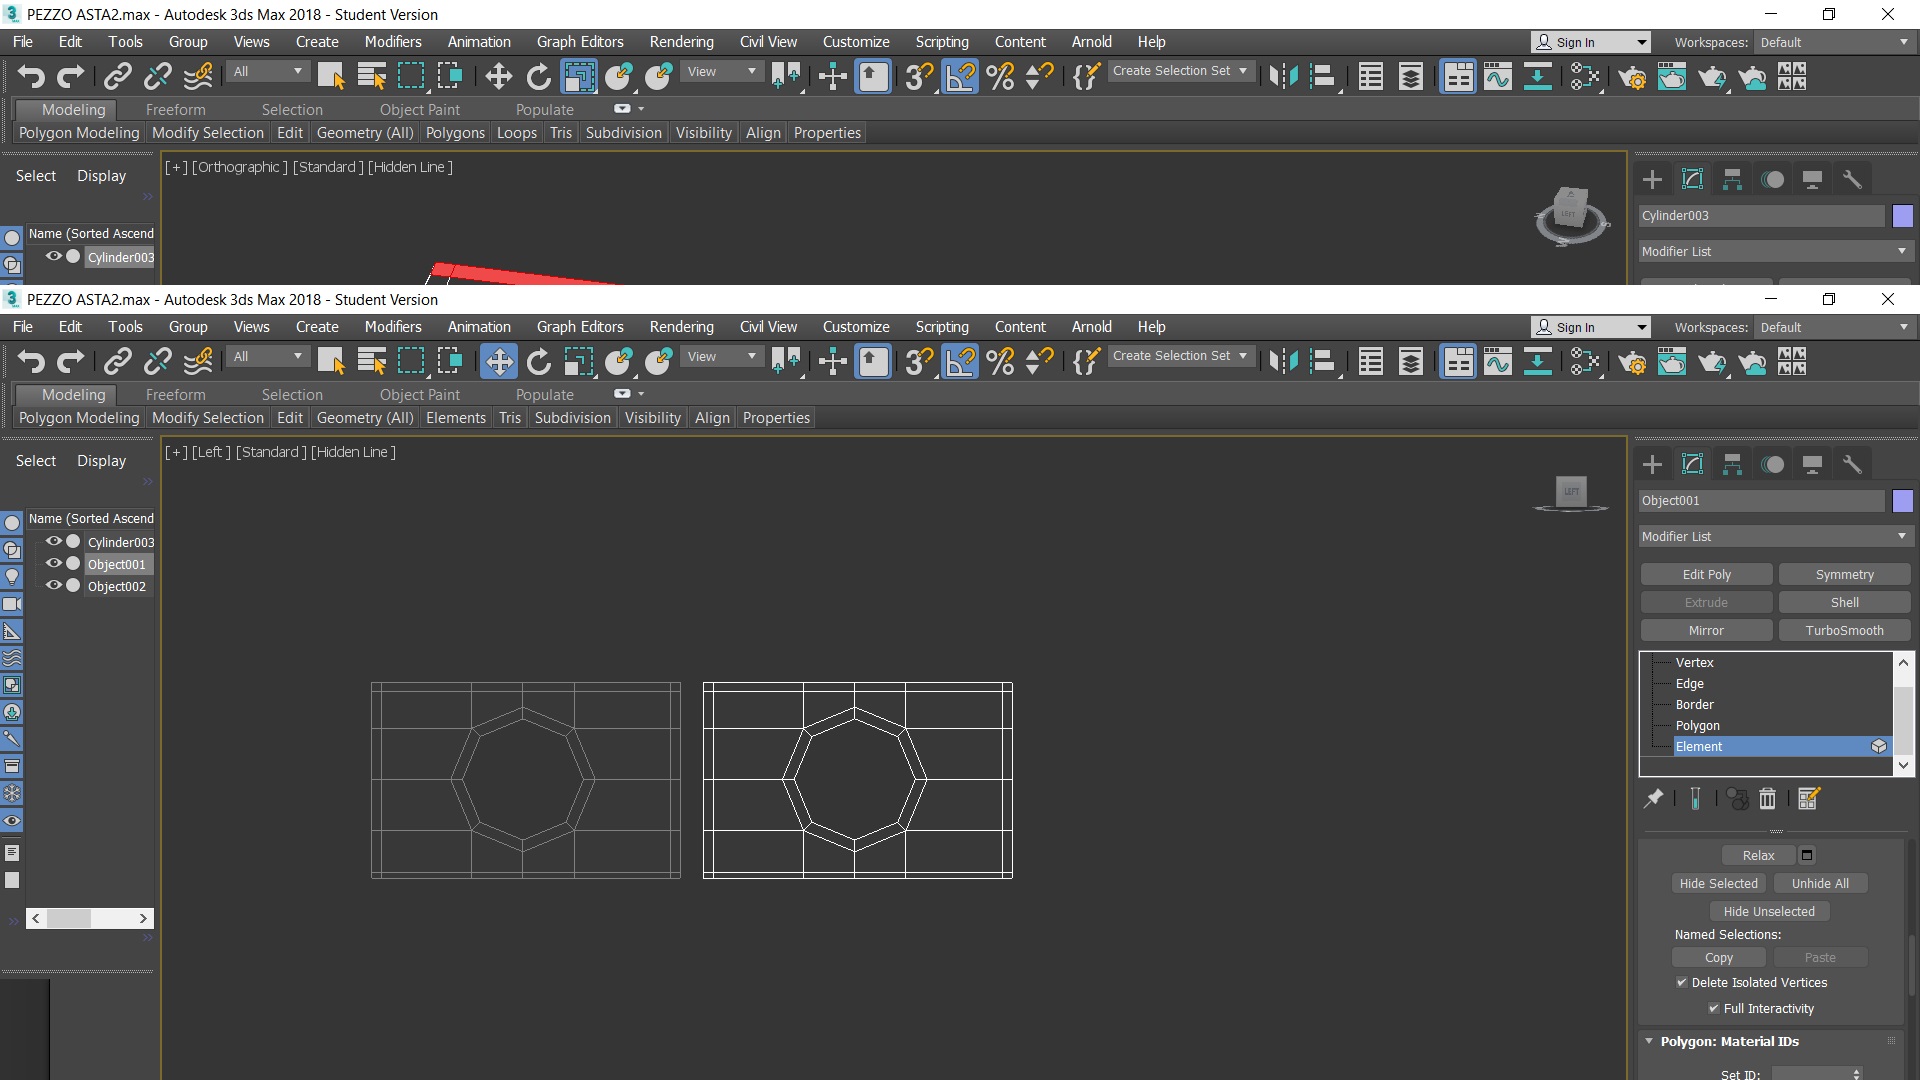 PEZZO ASTA2.max - Autodesk 3ds Max 2018 - Student Version
File Edit Tools Group Views Create Modifiers Animation Graph Editors Rendering Civil View Customize Scripting Content Arnold Help Sign In Workspaces: Default
All View Create Selection Set
Modeling Freeform Selection Object Paint Populate
Polygon Modeling Modify Selection Edit Geometry (All) Polygons Loops Tris Subdivision Visibility Align Properties
Select Display
[+] [Orthographic ] [Standard ] [Hidden Line ]
LEFT
Cylinder003
Name (Sorted Ascend
Modifier List
Cylinder003
PEZZO ASTA2.max - Autodesk 3ds Max 2018 - Student Version
File Edit Tools Group Views Create Modifiers Animation Graph Editors Rendering Civil View Customize Scripting Content Arnold Help Sign In Workspaces: Default
All View Create Selection Set
Modeling Freeform Selection Object Paint Populate
Polygon Modeling Modify Selection Edit Geometry (All) Elements Tris Subdivision Visibility Align Properties
Select Display
[+] [Left ] [Standard ] [Hidden Line ]
LEFT
Object001
Name (Sorted Ascend
Cylinder003
Object001
Object002
Modifier List
Edit Poly Symmetry
Extrude Shell
Mirror TurboSmooth
Vertex
Edge
Border
Polygon
Element
Relax
Hide Selected Unhide All
Hide Unselected
Named Selections:
Copy Paste
Delete Isolated Vertices
Full Interactivity
Polygon: Material IDs
Set ID: